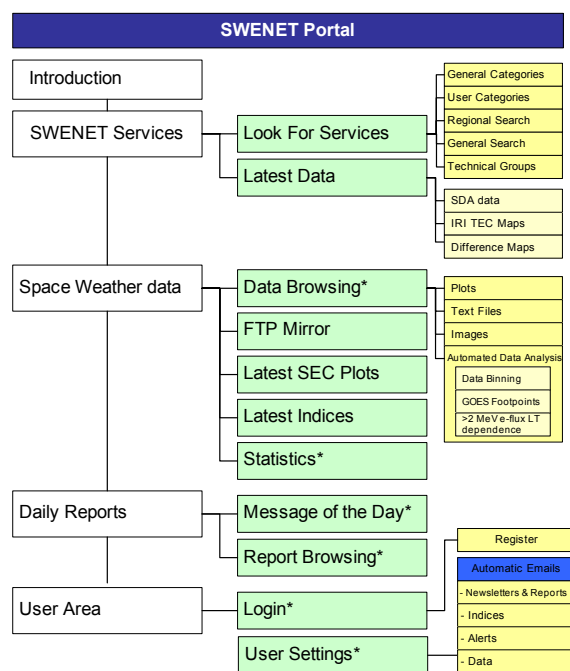 SWENET Portal
Introduction
SWENET Services
Look For Services
General Categories
User Categories
Regional Search
General Search
Technical Groups
Latest Data
SDA data
IRI TEC Maps
Difference Maps
Space Weather data
Data Browsing*
Plots
Text Files
Images
Automated Data Analysis
Data Binning
GOES Footpoints
>2 MeV e-flux LT
dependence
FTP Mirror
Latest SEC Plots
Latest Indices
Statistics*
Daily Reports
Message of the Day*
Report Browsing*
User Area
Login*
Register
User Settings*
Automatic Emails
- Newsletters & Reports
- Indices
- Alerts
- Data